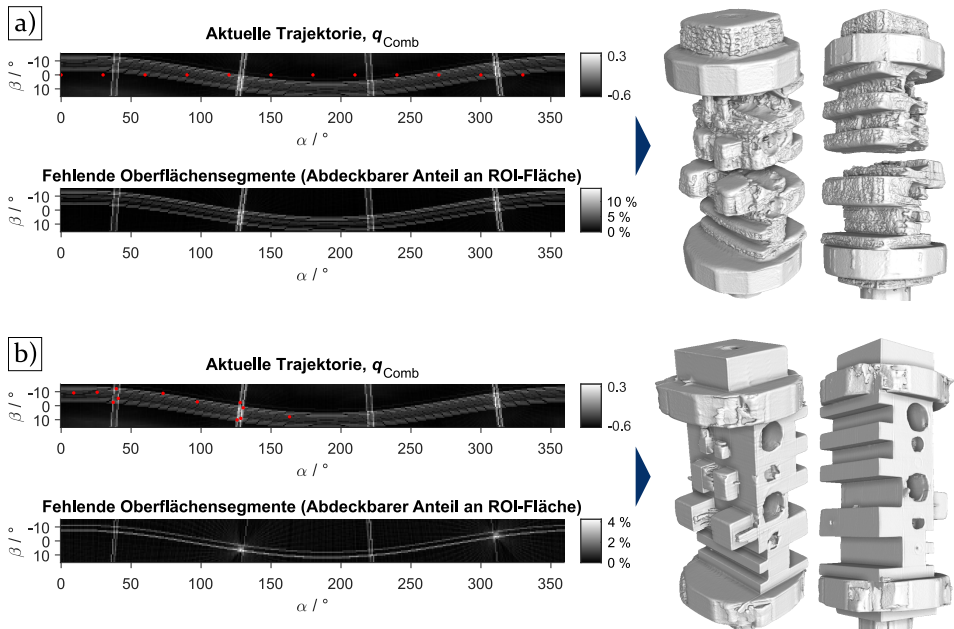 a)
Aktuelle Trajektorie, qComb
-10
0
10
β / °
0 50 100 150 200 250 300 350
α / °
0.3
-0.6
Fehlende Oberflächensegmente (Abdeckbarer Anteil an ROI-Fläche)
-10
0
10
β / °
0 50 100 150 200 250 300 350
α / °
10 %
5 %
0 %
b)
Aktuelle Trajektorie, qComb
-10
0
10
β / °
0 50 100 150 200 250 300 350
α / °
0.3
-0.6
Fehlende Oberflächensegmente (Abdeckbarer Anteil an ROI-Fläche)
-10
0
10
β / °
0 50 100 150 200 250 300 350
α / °
4 %
2 %
0 %